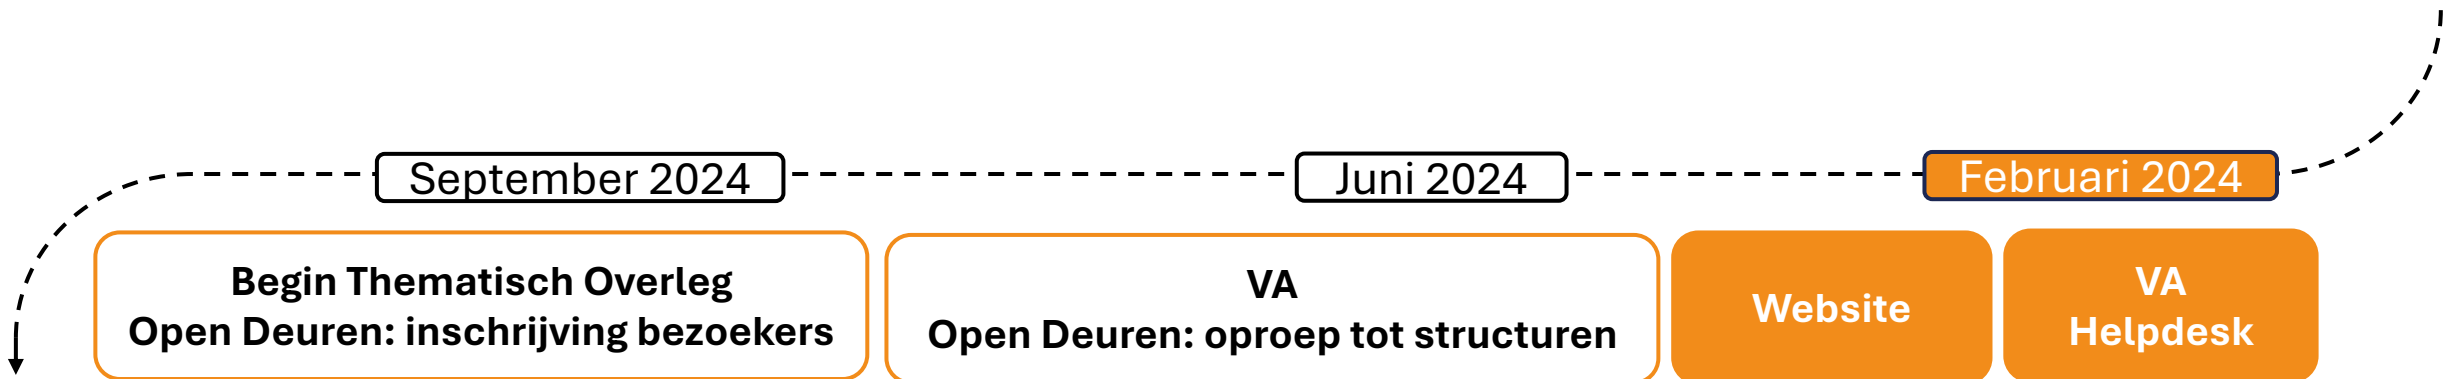 September 2024
Juni 2024
Februari 2024
Begin Thematisch Overleg
Open Deuren: inschrijving bezoekers
VA
Open Deuren: oproep tot structuren
Website
VA
Helpdesk